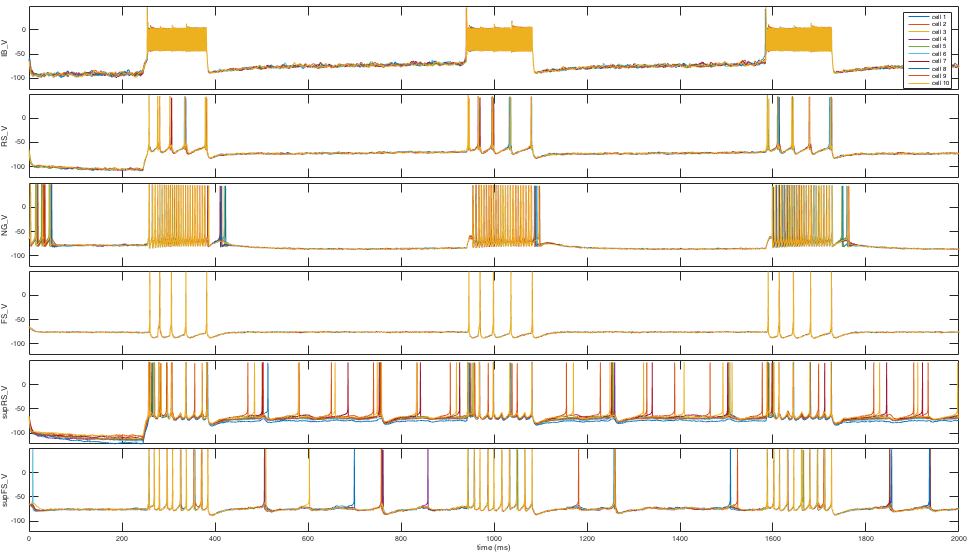 0
-50
-100
IB_V
cell 1
cell 2
cell 3
cell 4
cell 5
cell 6
cell 7
cell 8
cell 9
cell 10
0
-50
-100
RS_V
0
-50
-100
NG_V
0
-50
-100
FS_V
0
-50
-100
supRS_V
0
-50
-100
supFS_V
0 200 400 600 800 1000 1200 1400 1600 1800 2000
time (ms)